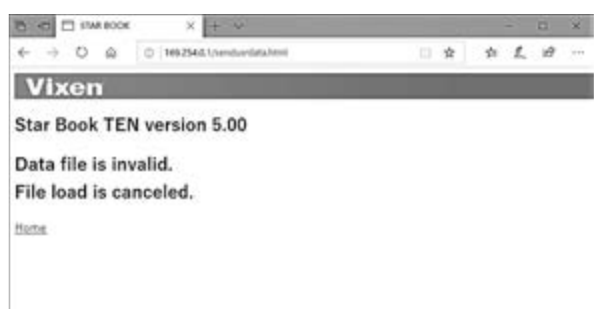 STAR BOOK
Vixen
Star Book TEN version 5.00
Data file is invalid.
File load is canceled.
Home